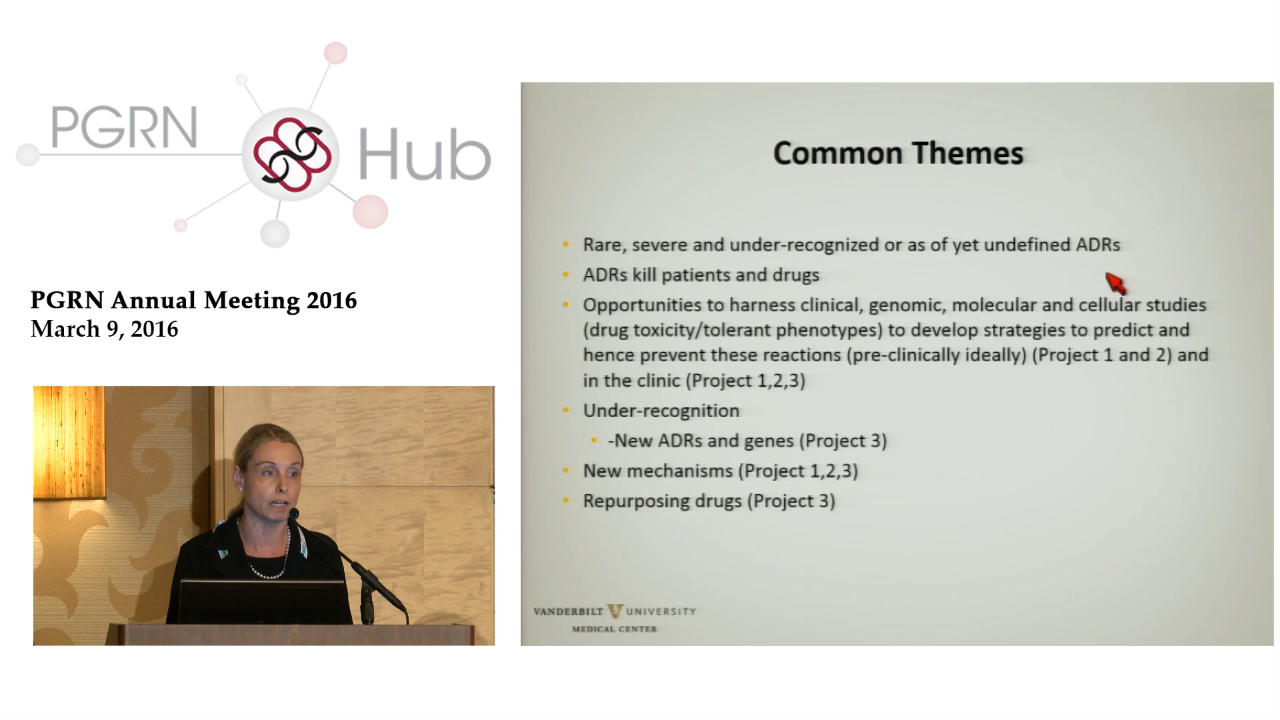 PGRN Hub
PGRN Annual Meeting 2016
March 9, 2016
Common Themes
• Rare, severe and under-recognized or as of yet undefined ADRs
• ADRs kill patients and drugs
• Opportunities to harness clinical, genomic, molecular and cellular studies
(drug toxicity/tolerant phenotypes) to develop strategies to predict and
hence prevent these reactions (pre-clinically ideally) (Project 1 and 2) and
in the clinic (Project 1,2,3)
• Under-recognition
• -New ADRs and genes (Project 3)
• New mechanisms (Project 1,2,3)
• Repurposing drugs (Project 3)
VANDERBILT V UNIVERSITY
MEDICAL CENTER